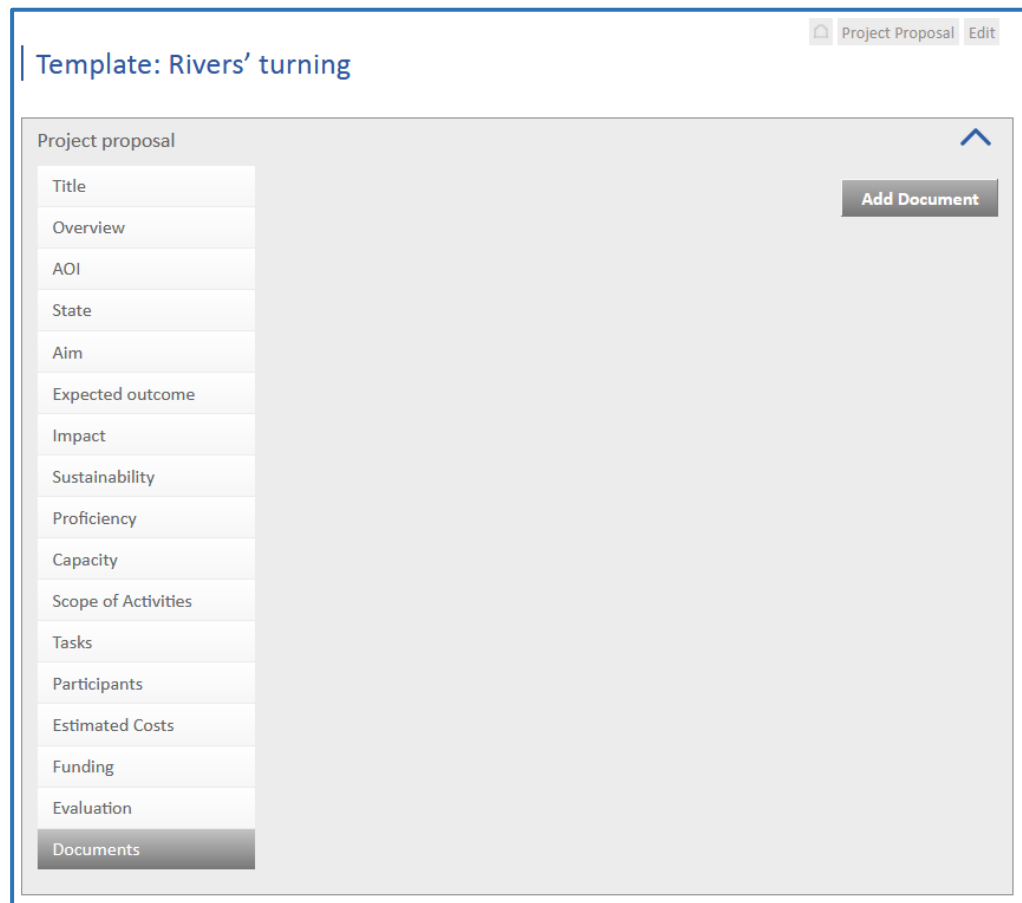 Project Proposal Edit
Template: Rivers’ turning
Project proposal
Title
Add Document
Overview
AOI
State
Aim
Expected outcome
Impact
Sustainability
Proficiency
Capacity
Scope of Activities
Tasks
Participants
Estimated Costs
Funding
Evaluation
Documents